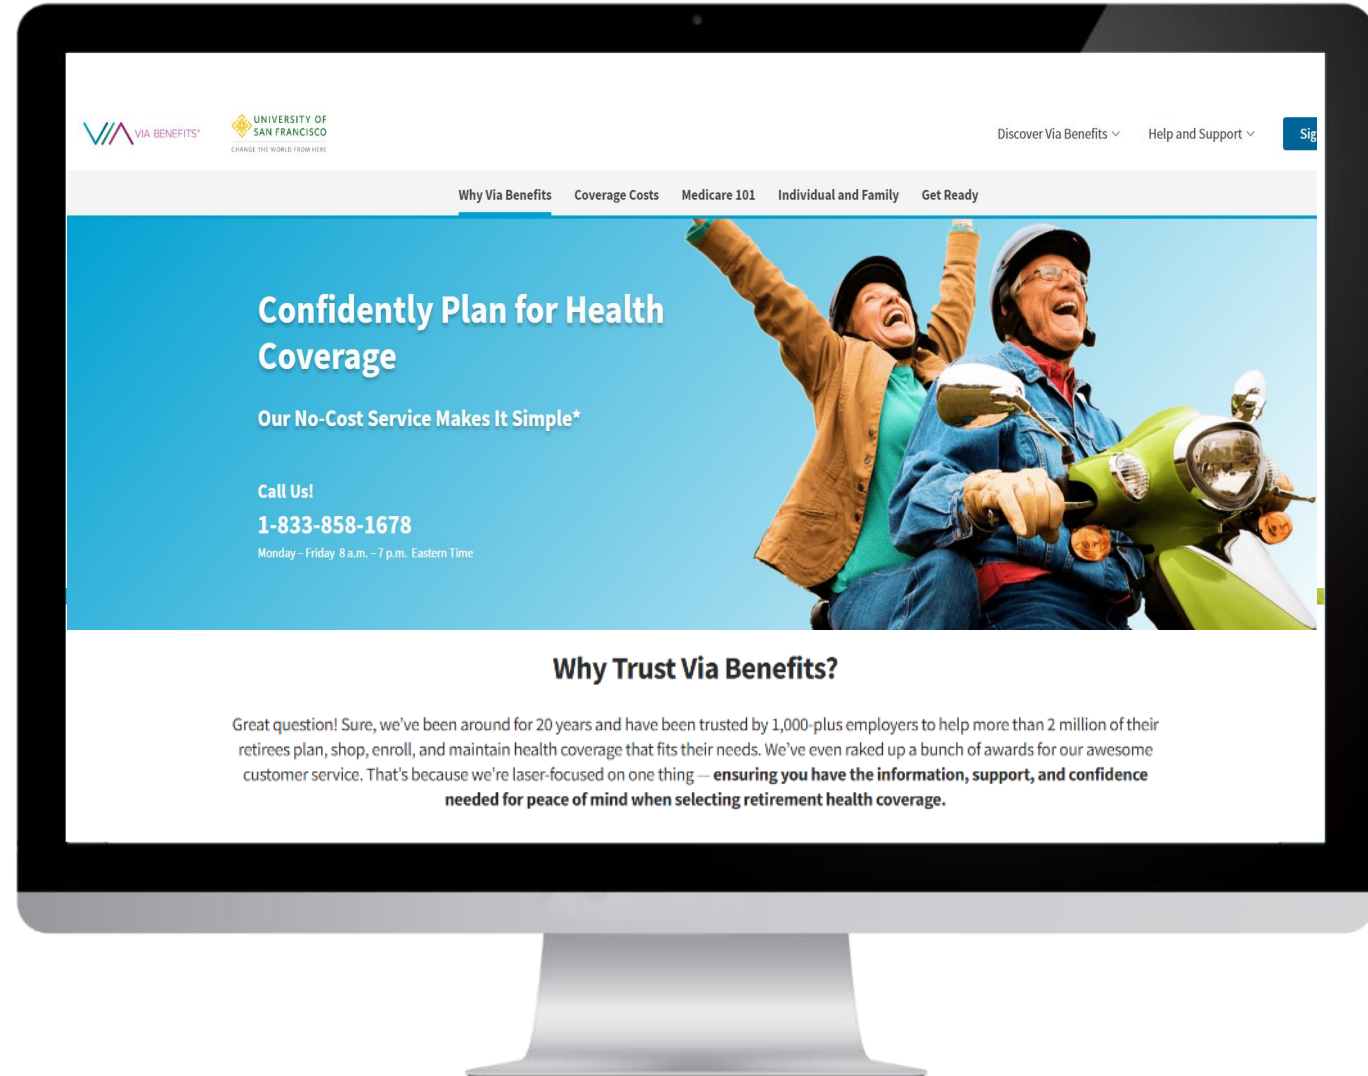 VIA BENEFITS®
UNIVERSITY OF
SAN FRANCISCO
CHANGE THE WORLD FROM HERE
Discover Via Benefits
Help and Support
Sig
Why Via Benefits
Coverage Costs
Medicare 101
Individual and Family
Get Ready
Confidently Plan for Health
Coverage
Our No-Cost Service Makes It Simple*
Call Us!
1-833-858-1678
Monday – Friday 8 a.m. – 7 p.m. Eastern Time
Why Trust Via Benefits?
Great question! Sure, we’ve been around for 20 years and have been trusted by 1,000-plus employers to help more than 2 million of their
retirees plan, shop, enroll, and maintain health coverage that fits their needs. We’ve even raked up a bunch of awards for our awesome
customer service. That’s because we’re laser-focused on one thing — ensuring you have the information, support, and confidence
needed for peace of mind when selecting retirement health coverage.